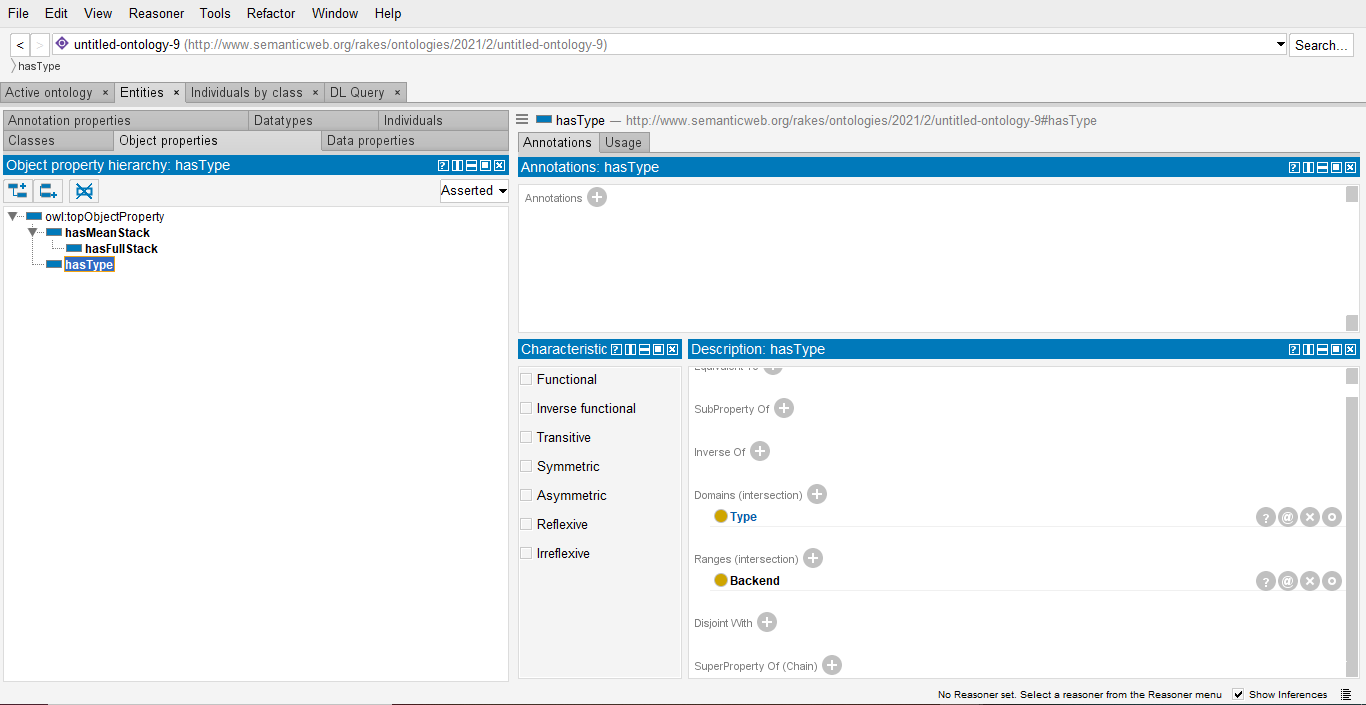 File Edit View Reasoner Tools Refactor Window Help
< > untitled-ontology-9 (http://www.semanticweb.org/rakes/ontologies/2021/2/untitled-ontology-9) Search...
hasType
Active ontology × Entities × Individuals by class × DL Query ×
Annotation properties Datatypes Individuals
Classes Object properties Data properties
Object property hierarchy: hasType
Asserted
owl:topObjectProperty
hasMeanStack
hasFullStack
hasType
hasType — http://www.semanticweb.org/rakes/ontologies/2021/2/untitled-ontology-9#hasType
Annotations Usage
Annotations: hasType
Annotations
Characteristic
Functional
Inverse functional
Transitive
Symmetric
Asymmetric
Reflexive
Irreflexive
Description: hasType
Equivalent To
SubProperty Of
Inverse Of
Domains (intersection)
Type
Ranges (intersection)
Backend
Disjoint With
SuperProperty Of (Chain)
No Reasoner set. Select a reasoner from the Reasoner menu Show Inferences